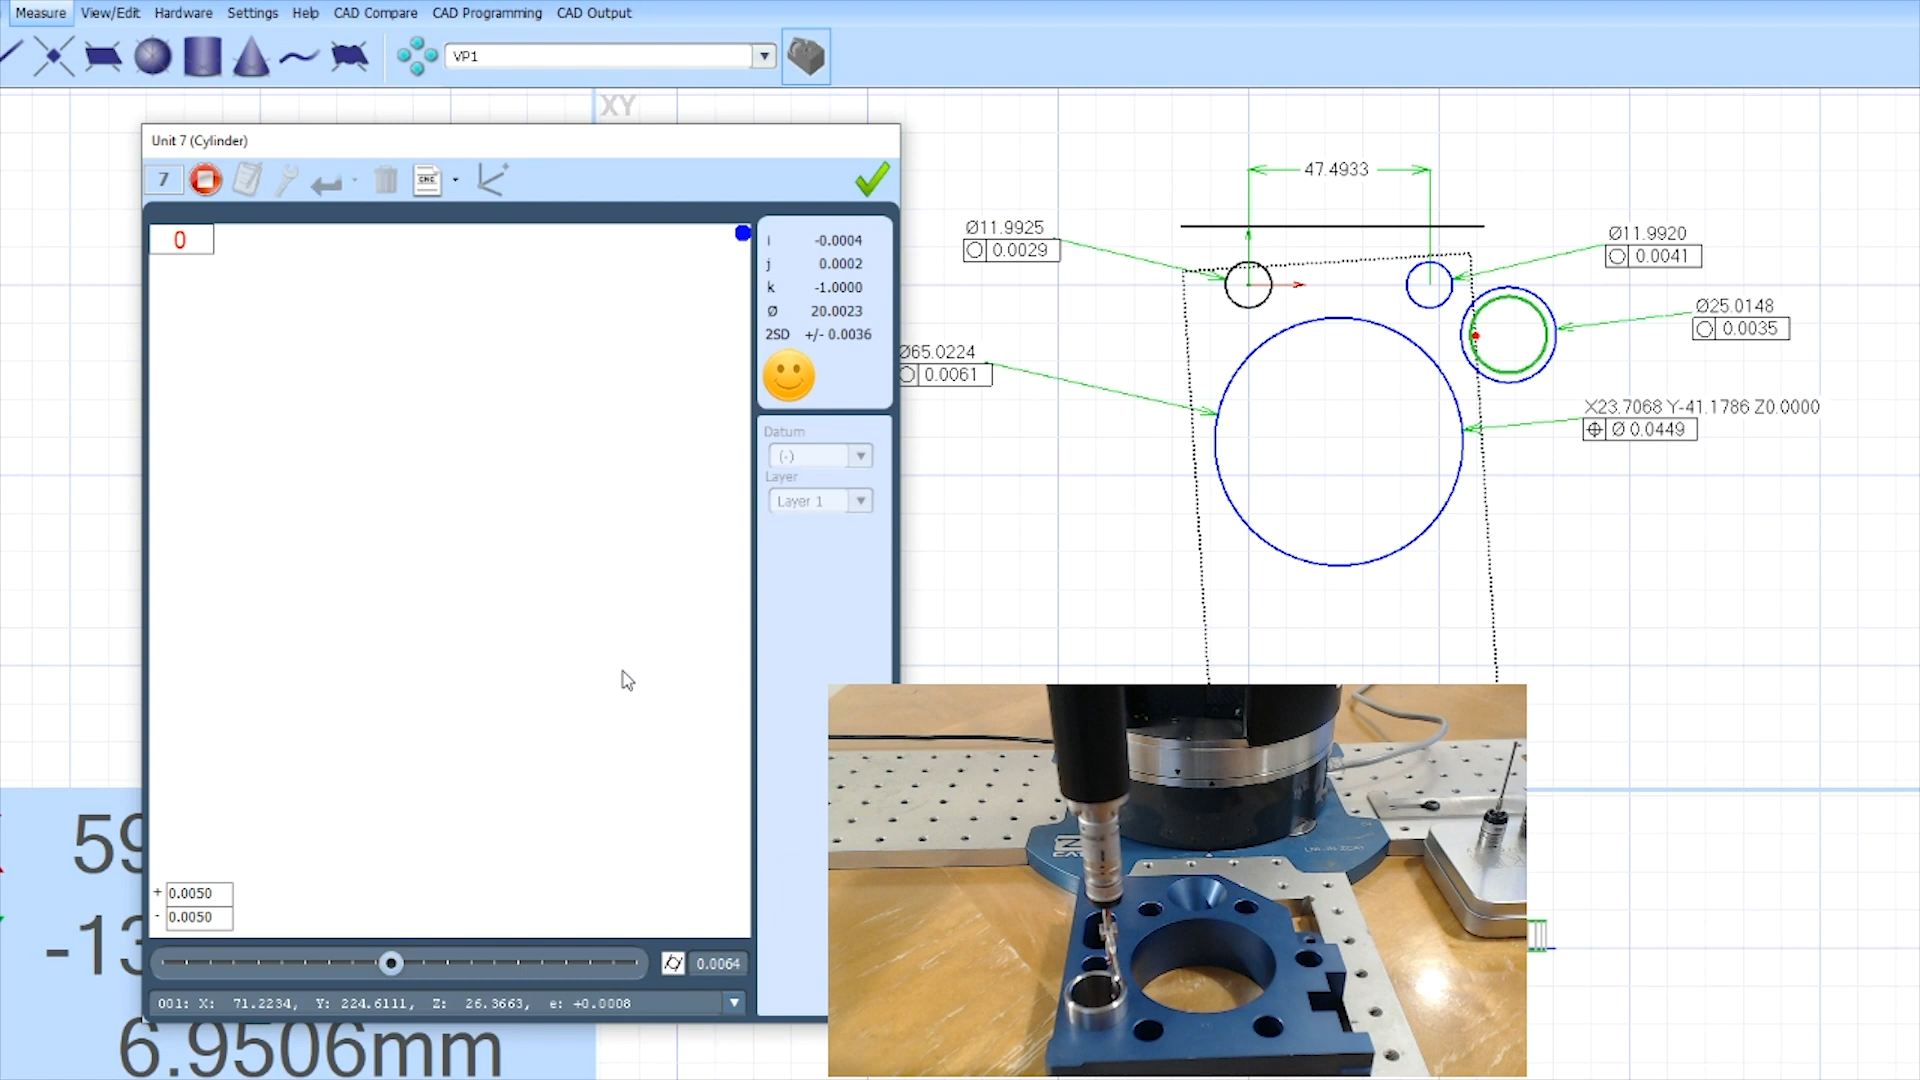 Measure View/Edit Hardware Settings Help CAD Compare CAD Programming CAD Output
VP1
XY
Unit 7 (Cylinder)
7
CNC
0
i -0.0004
j 0.0002
k -1.0000
Ø 20.0023
2SD +/- 0.0036
Datum
(-)
Layer
Layer 1
+ 0.0050
- 0.0050
0.0064
001: X: 71.2234, Y: 224.6111, Z: 26.3663, e: +0.0008
59
-13
6.9506mm
47.4933
Ø11.9925
0.0029
Ø11.9920
0.0041
Ø25.0148
0.0035
Ø65.0224
0.0061
X23.7068 Y-41.1786 Z0.0000
Ø 0.0449